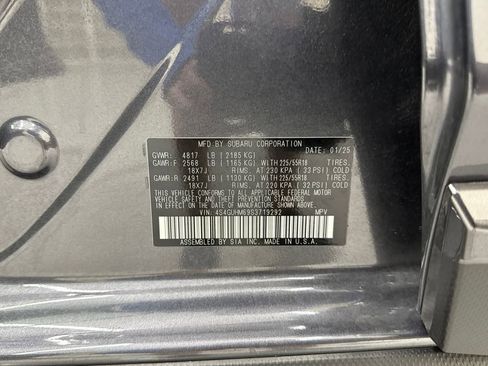 MFD. BY SUBARU CORPORATION
DATE: 01/25
GVWR: 4817 LB (2185 KG)
GAWR:F 2568 LB (1165 KG) WITH 225/55R18 TIRES,
18X7J RIMS, AT 230 KPA ( 33 PSI) COLD
GAWR:R 2491 LB (1130 KG) WITH 225/55R18 TIRES,
18X7J RIMS, AT 220 KPA ( 32 PSI) COLD
THIS VEHICLE CONFORMS TO ALL APPLICABLE FEDERAL MOTOR
VEHICLE SAFETY AND THEFT PREVENTION STANDARDS
IN EFFECT ON THE DATE OF MANUFACTURE SHOWN ABOVE.
VIN: 4S4GUHM69S3719292 MPV
ASSEMBLED BY SIA INC. MADE IN U.S.A.